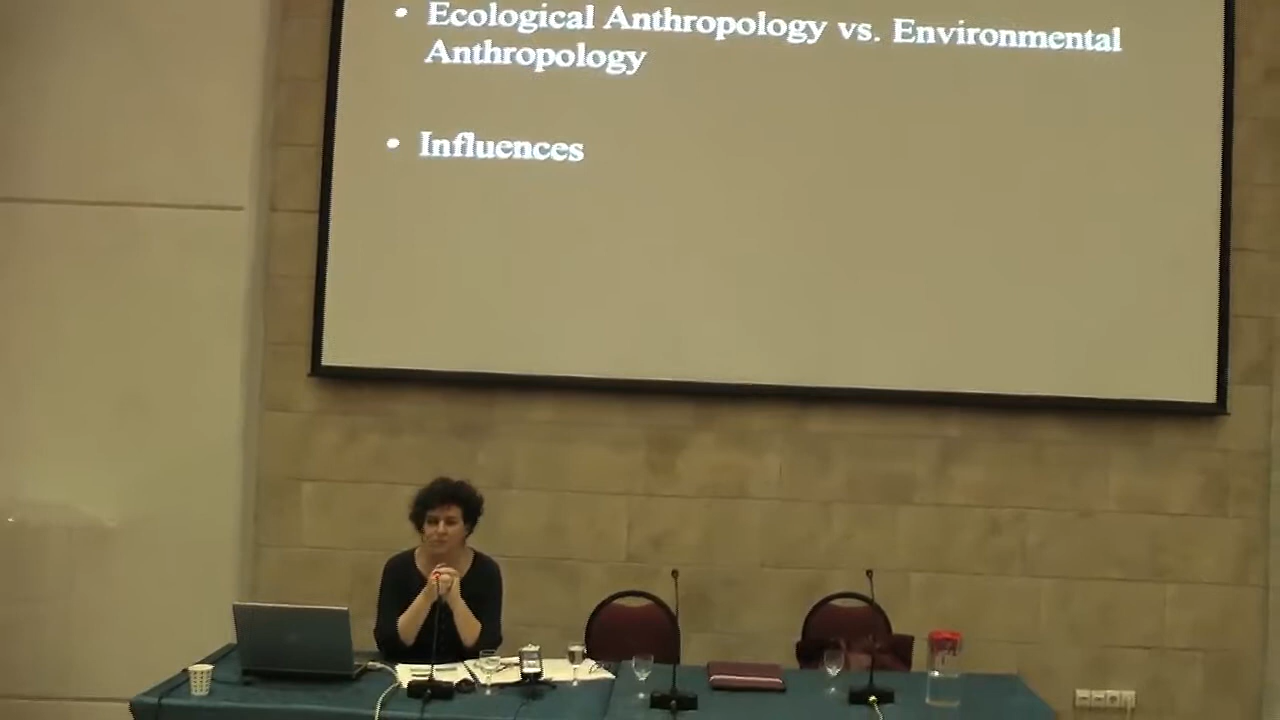 • Ecological Anthropology vs. Environmental
Anthropology
• Influences